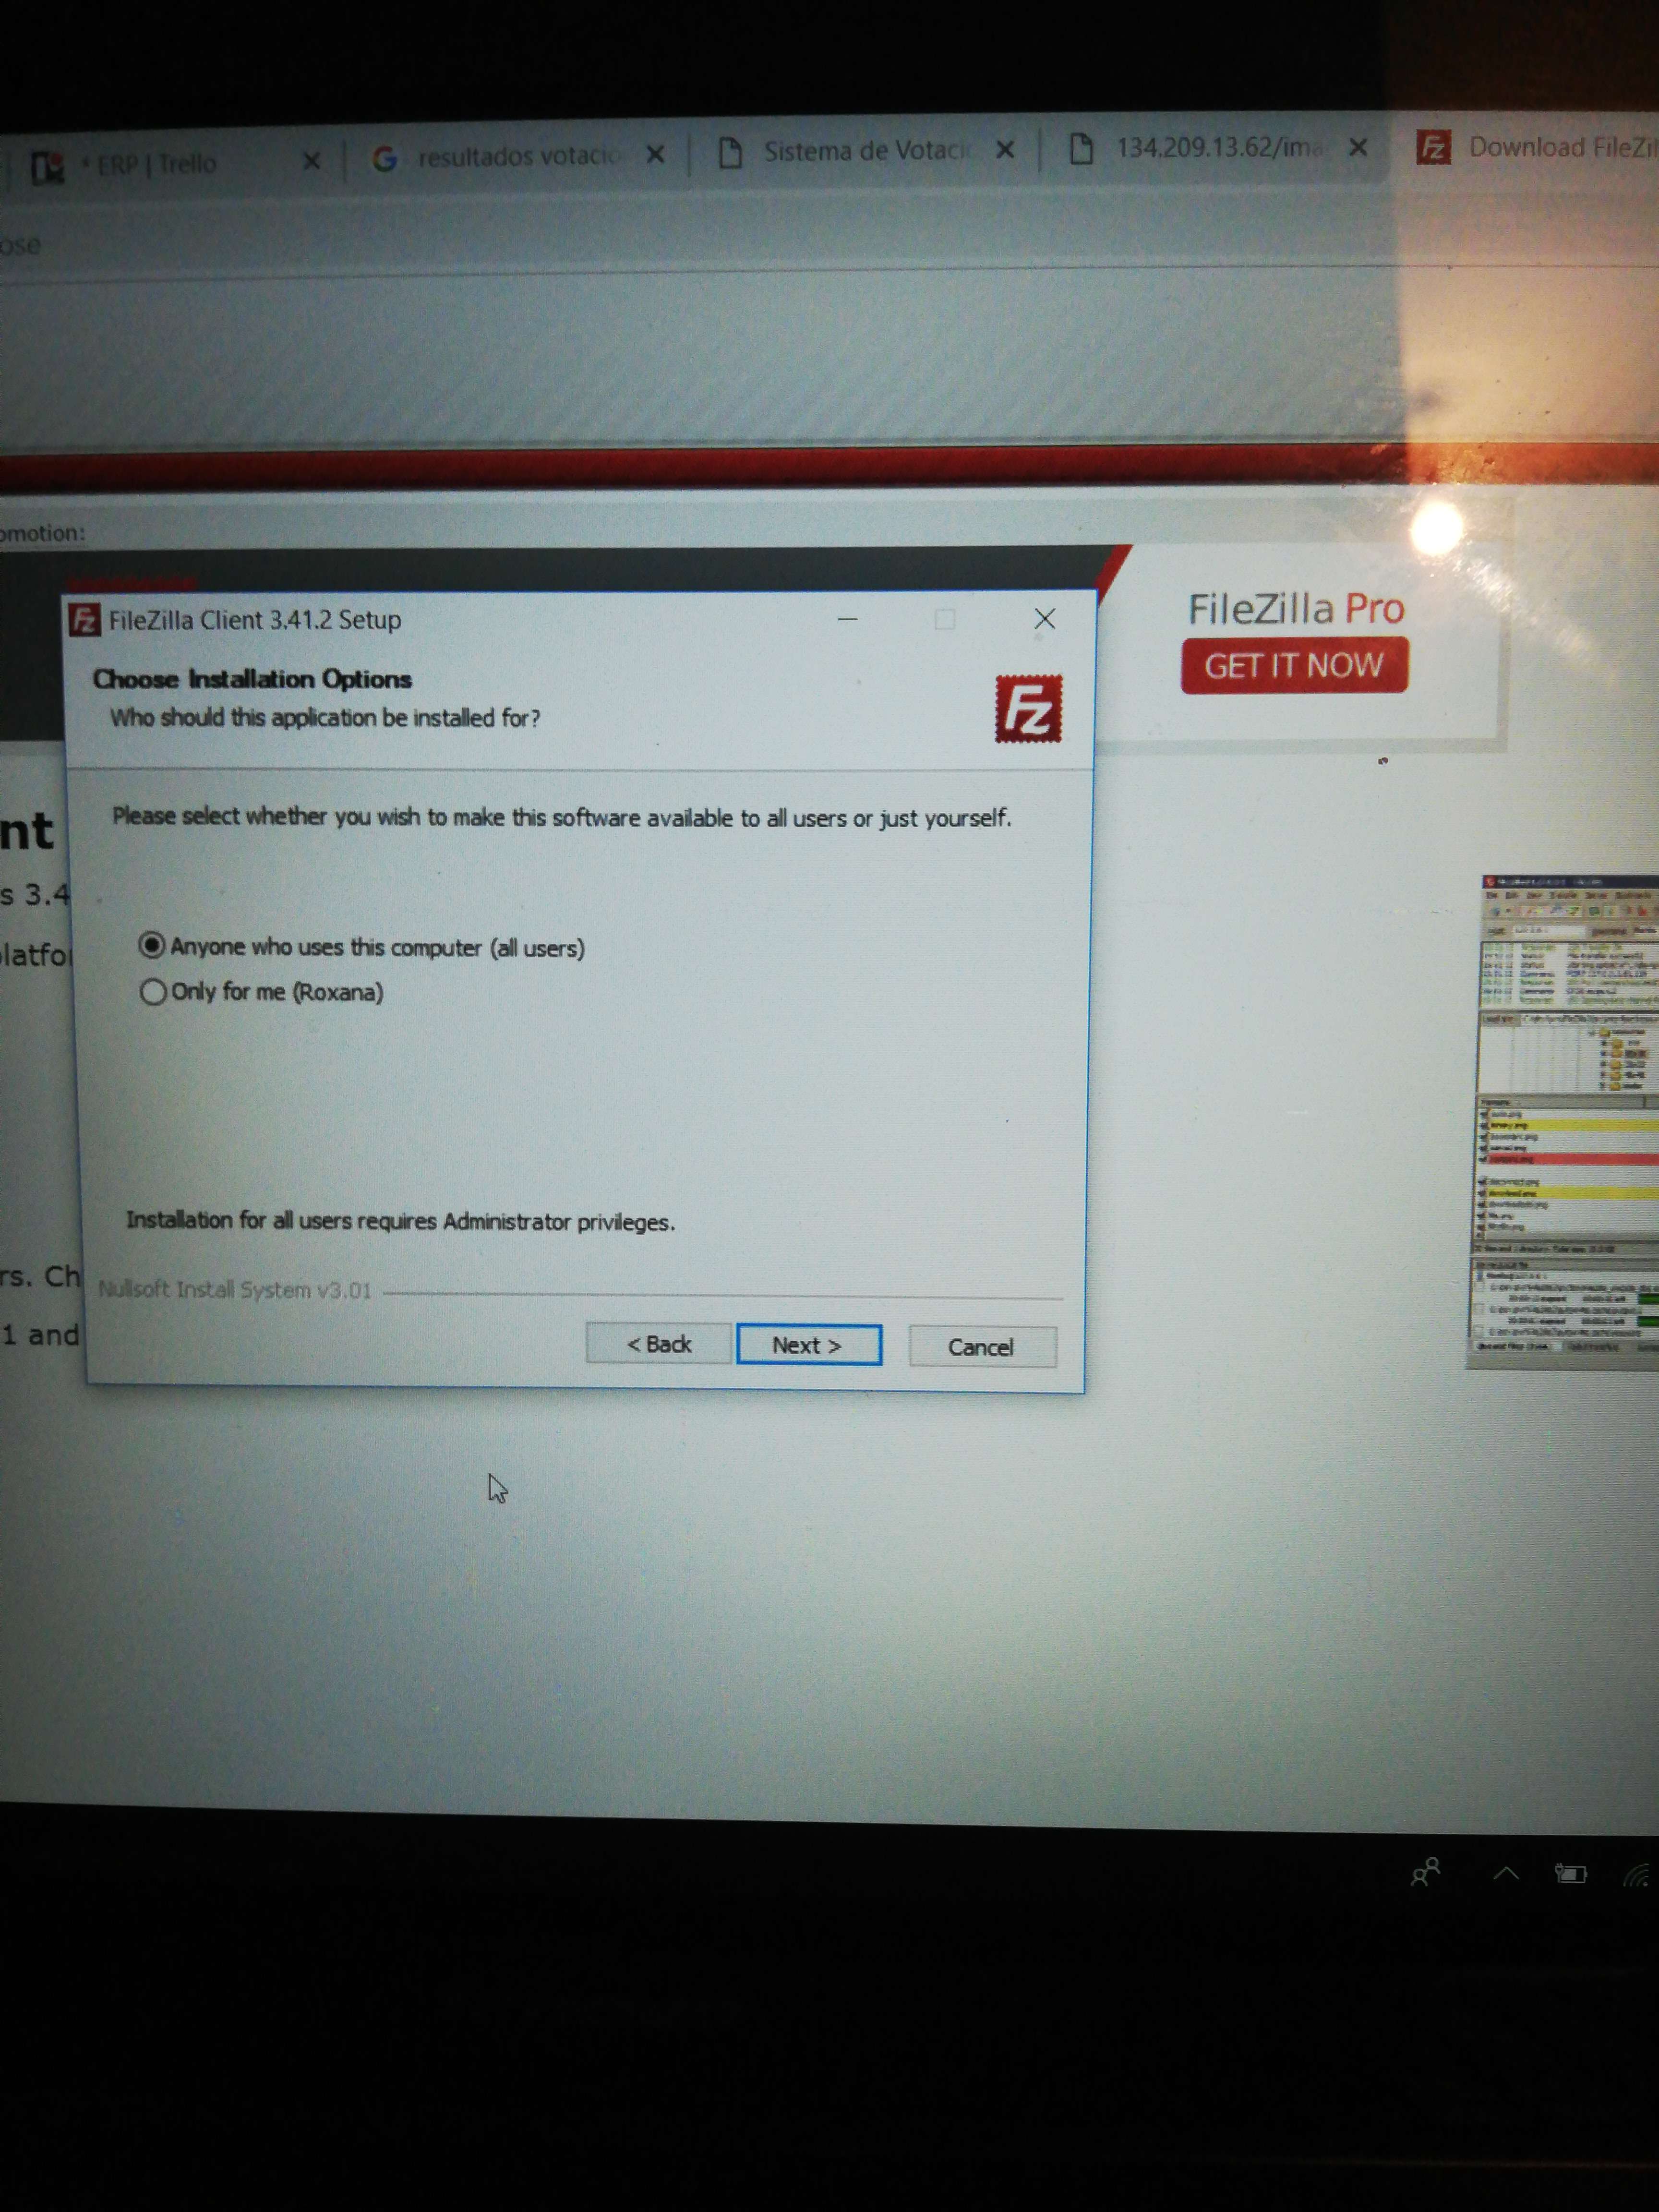 * ERP | Trello
resultados votacio
Sistema de Votaci
134.209.13.62/ima
Download FileZil
ose
omotion:
FileZilla Pro
GET IT NOW
FileZilla Client 3.41.2 Setup
Choose Installation Options
Who should this application be installed for?
Please select whether you wish to make this software available to all users or just yourself.
nt
s 3.4
latfo
Anyone who uses this computer (all users)
Only for me (Roxana)
Installation for all users requires Administrator privileges.
rs. Ch
Nullsoft Install System v3.01
1 and
< Back
Next >
Cancel